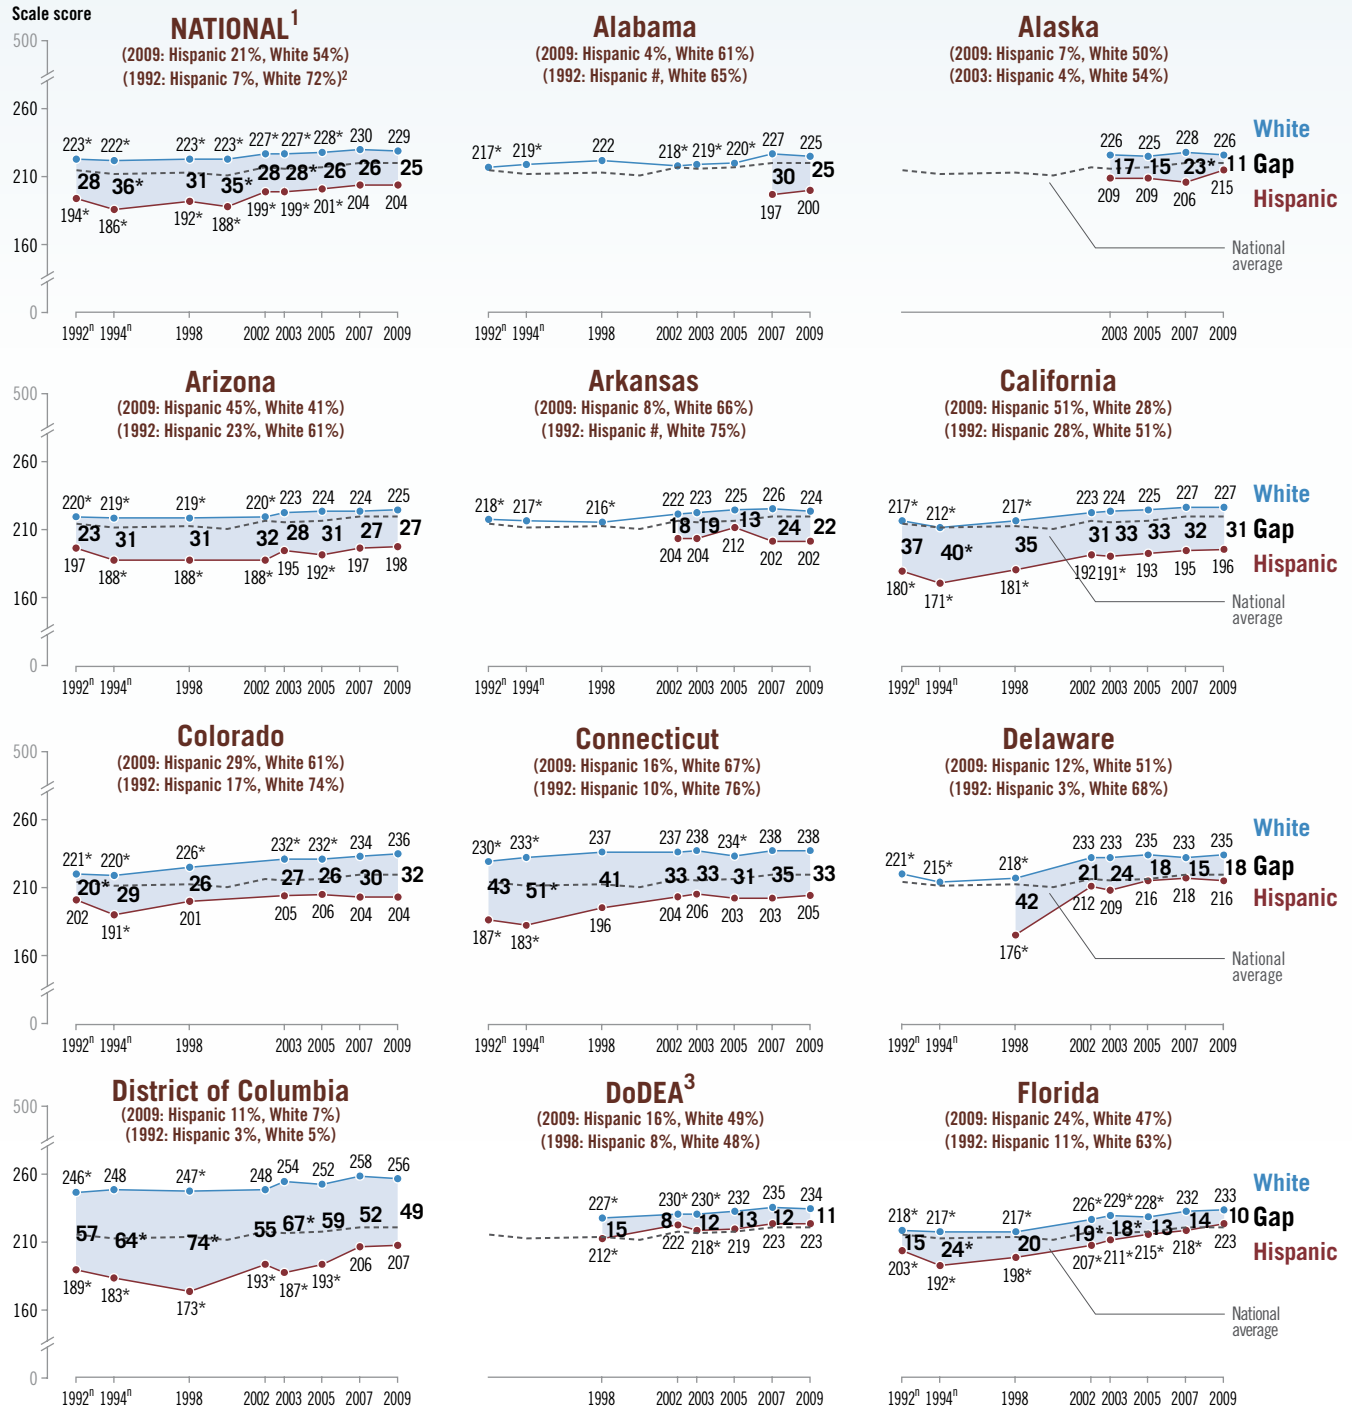 Scale score
NATIONAL1
(2009: Hispanic 21%, White 54%)
(1992: Hispanic 7%, White 72%)2
Alabama
(2009: Hispanic 4%, White 61%)
(1992: Hispanic #, White 65%)
Alaska
(2009: Hispanic 7%, White 50%)
(2003: Hispanic 4%, White 54%)
500
260
210
160
0
223* 222* 223* 223* 227* 227* 228* 230 229
28 36* 31 35* 28 28* 26 26 25
194* 186* 192* 188* 199* 199* 201* 204 204
1992n 1994n 1998 2002 2003 2005 2007 2009
217* 219* 222 218* 219* 220* 227 225
30 25
197 200
1992n 1994n 1998 2002 2003 2005 2007 2009
226 225 228 226
17 15 23* 11
209 209 206 215
2003 2005 2007 2009
White
Gap
Hispanic
National
average
Arizona
(2009: Hispanic 45%, White 41%)
(1992: Hispanic 23%, White 61%)
Arkansas
(2009: Hispanic 8%, White 66%)
(1992: Hispanic #, White 75%)
California
(2009: Hispanic 51%, White 28%)
(1992: Hispanic 28%, White 51%)
500
260
210
160
0
220* 219* 219* 220* 223 224 224 225
23 31 31 32 28 31 27 27
197 188* 188* 188* 195 192* 197 198
1992n 1994n 1998 2002 2003 2005 2007 2009
218* 217* 216* 222 223 225 226 224
18 19 13 24 22
204 204 212 202 202
1992n 1994n 1998 2002 2003 2005 2007 2009
217* 212* 217* 223 224 225 227 227
37 40* 35 31 33 33 32 31
180* 171* 181* 192 191* 193 195 196
1992n 1994n 1998 2002 2003 2005 2007 2009
White
Gap
Hispanic
National
average
Colorado
(2009: Hispanic 29%, White 61%)
(1992: Hispanic 17%, White 74%)
Connecticut
(2009: Hispanic 16%, White 67%)
(1992: Hispanic 10%, White 76%)
Delaware
(2009: Hispanic 12%, White 51%)
(1992: Hispanic 3%, White 68%)
500
260
210
160
0
221* 220* 226* 232* 232* 234 236
20* 29 26 27 26 30 32
202 191* 201 205 206 204 204
1992n 1994n 1998 2003 2005 2007 2009
230* 233* 237 237 238 234* 238 238
43 51* 41 33 33 31 35 33
187* 183* 196 204 206 203 203 205
1992n 1994n 1998 2002 2003 2005 2007 2009
221* 215* 218* 233 233 235 233 235
42 21 24 18 15 18
176* 212 209 216 218 216
1992n 1994n 1998 2002 2003 2005 2007 2009
White
Gap
Hispanic
National
average
District of Columbia
(2009: Hispanic 11%, White 7%)
(1992: Hispanic 3%, White 5%)
DoDEA3
(2009: Hispanic 16%, White 49%)
(1998: Hispanic 8%, White 48%)
Florida
(2009: Hispanic 24%, White 47%)
(1992: Hispanic 11%, White 63%)
500
260
210
160
0
246* 248 247* 248 254 252 258 256
57 64* 74* 55 67* 59 52 49
189* 183* 173* 193* 187* 193* 206 207
1992n 1994n 1998 2002 2003 2005 2007 2009
227* 230* 230* 232 235 234
15 8 12 13 12 11
212* 222 218* 219 223 223
1998 2002 2003 2005 2007 2009
218* 217* 217* 226* 229* 228* 232 233
15 24* 20 19* 18* 13 14 10
203* 192* 198* 207* 211* 215* 218* 223
1992n 1994n 1998 2002 2003 2005 2007 2009
White
Gap
Hispanic
National
average